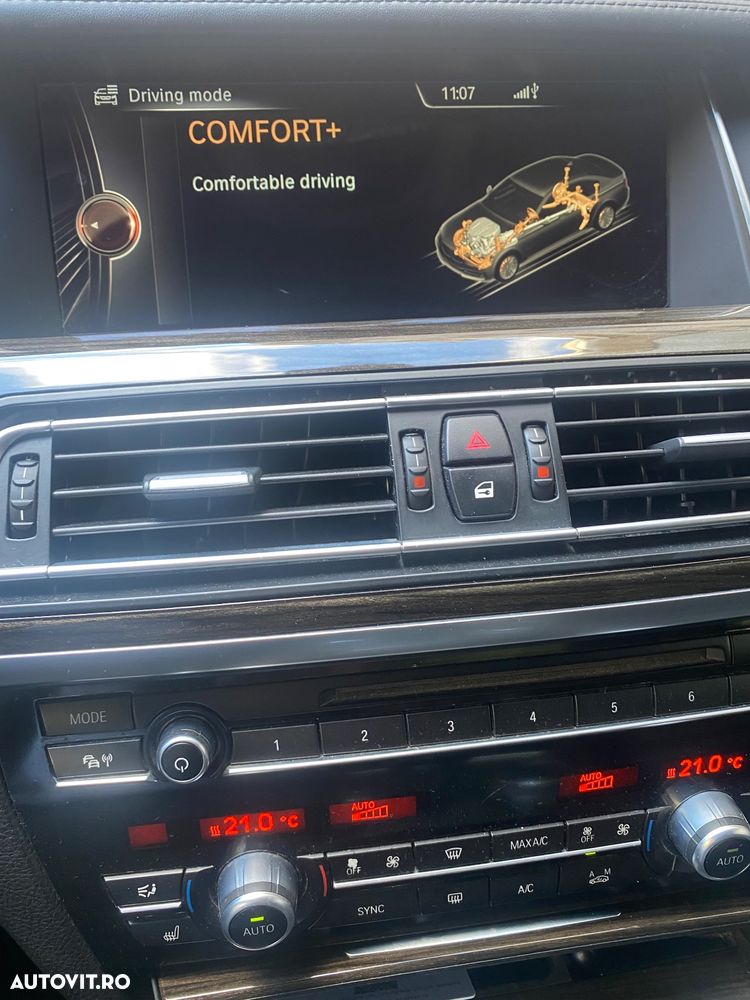 Driving mode
11:07
COMFORT+
Comfortable driving
MODE
1
2
3
4
5
6
21.0 °C
AUTO
AUTO
21.0 °C
OFF
MAX A/C
OFF
AUTO
SYNC
A/C
A M
AUTO
AUTOVIT.RO